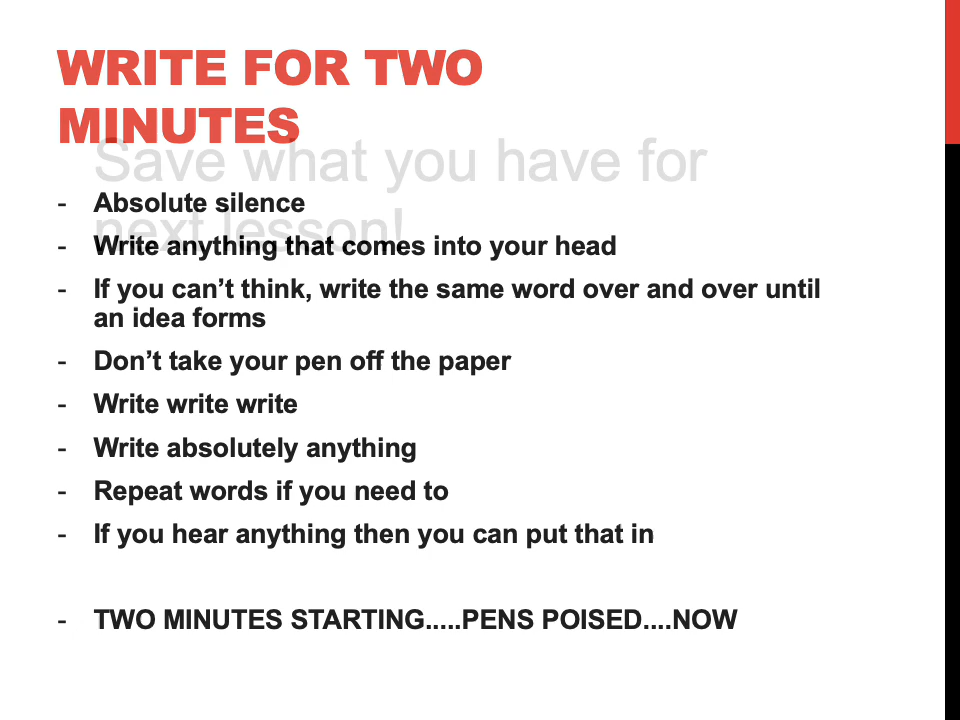 WRITE FOR TWO
MINUTES
Save what you have for
next lesson!
- Absolute silence
- Write anything that comes into your head
- If you can’t think, write the same word over and over until
an idea forms
- Don’t take your pen off the paper
- Write write write
- Write absolutely anything
- Repeat words if you need to
- If you hear anything then you can put that in
- TWO MINUTES STARTING.....PENS POISED....NOW